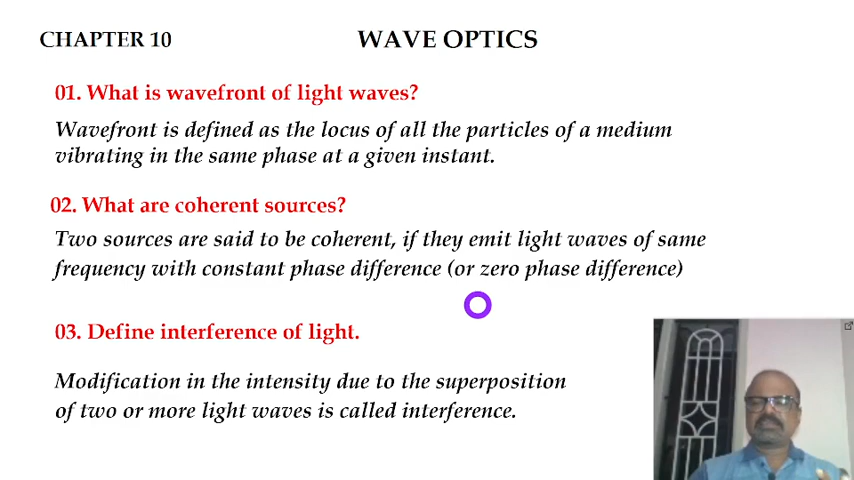 CHAPTER 10
WAVE OPTICS
01. What is wavefront of light waves?
Wavefront is defined as the locus of all the particles of a medium
vibrating in the same phase at a given instant.
02. What are coherent sources?
Two sources are said to be coherent, if they emit light waves of same
frequency with constant phase difference (or zero phase difference)
03. Define interference of light.
Modification in the intensity due to the superposition
of two or more light waves is called interference.